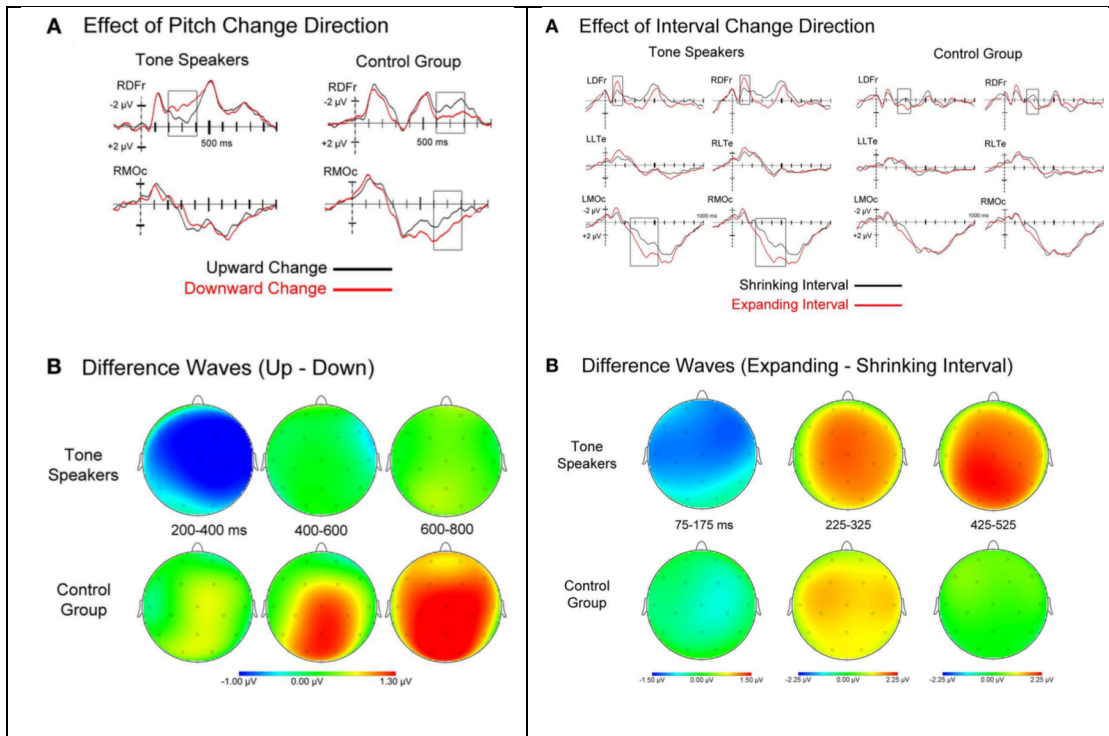 A Effect of Pitch Change Direction
Tone Speakers Control Group
RDFr RDFr
-2 µV -2 µV
+2 µV 500 ms +2 µV 500 ms
RMOc RMOc
Upward Change
Downward Change
B Difference Waves (Up - Down)
Tone
Speakers
200-400 ms 400-600 600-800
Control
Group
-1.00 µV 0.00 µV 1.30 µV
A Effect of Interval Change Direction
Tone Speakers Control Group
LDFr RDFr LDFr RDFr
LLTe RLTe LLTe RLTe
LMOc RMOc LMOc RMOc
-2 µV 1000 ms -2 µV 1000 ms
+2 µV +2 µV
Shrinking Interval
Expanding Interval
B Difference Waves (Expanding - Shrinking Interval)
Tone
Speakers
75-175 ms 225-325 425-525
Control
Group
-1.50 µV 0.00 µV 1.50 µV -2.25 µV 0.00 µV 2.25 µV -2.25 µV 0.00 µV 2.25 µV